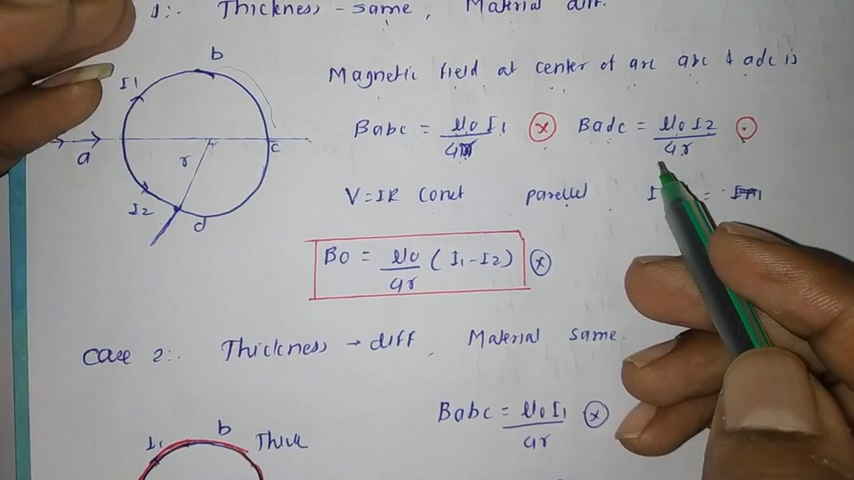 1:- Thickness - same, Material diff.
b
I1
Magnetic field at center of arc abc & adc is
Babc = μ0 I1 / 4r ⊗ Badc = μ0 I2 / 4r ⊙
a
r
c
I2
d
V=IR Const parellel I =
B0 = μ0 / 4r (I1-I2) ⊗
Case 2:- Thickness → diff, Material same.
Babc = μ0 I1 / 4r ⊗
I1
b
Thick